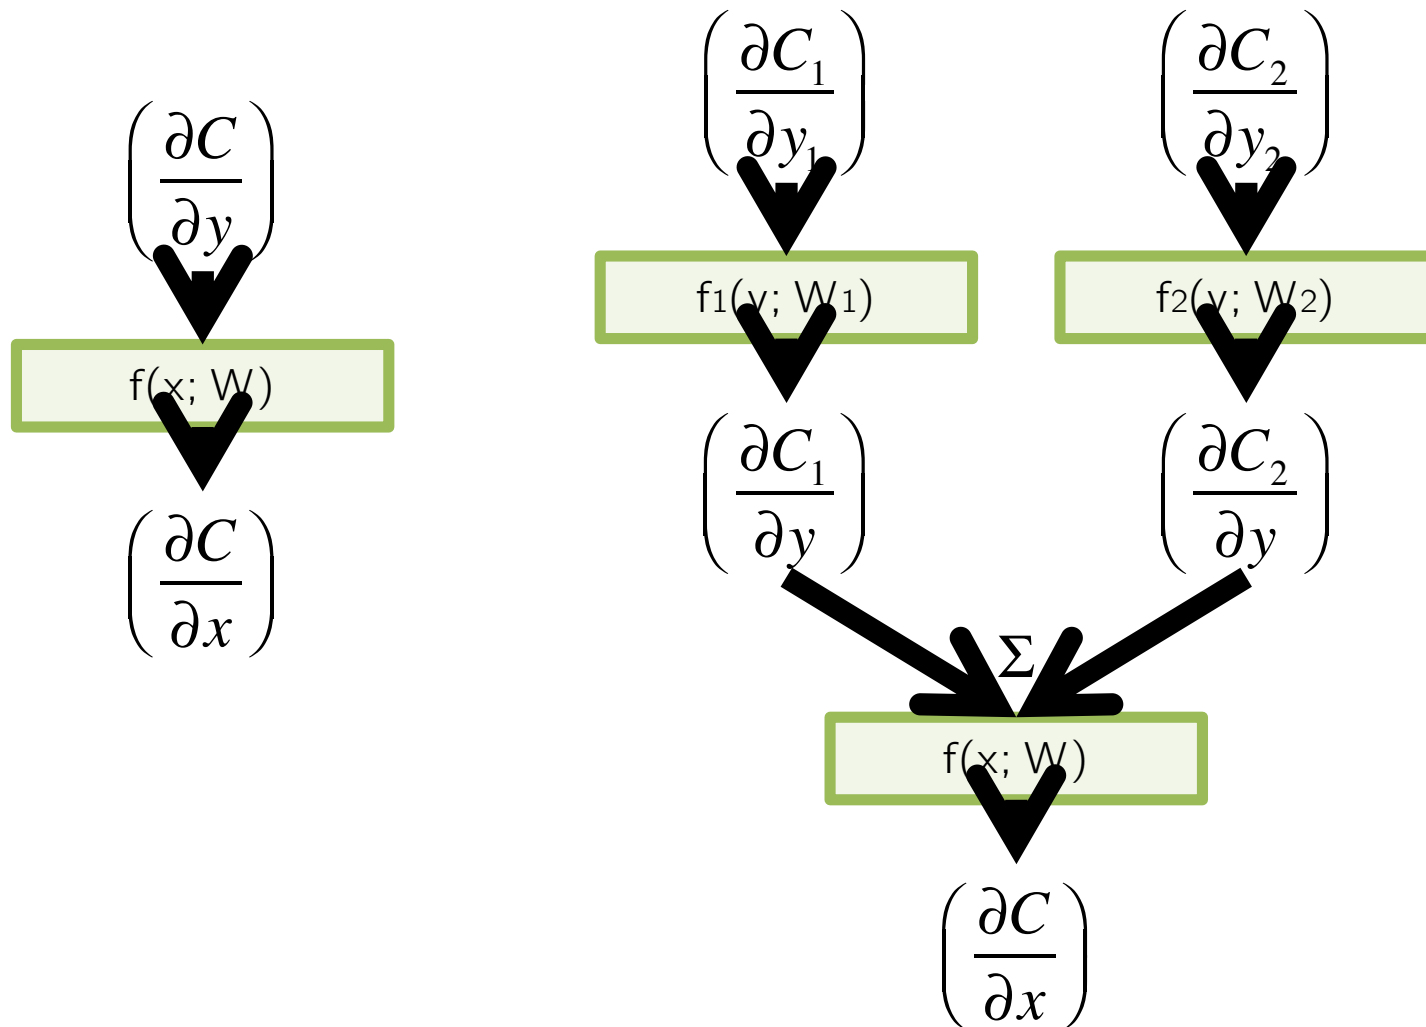 (∂C/∂y)
f(x; W)
(∂C/∂x)
(∂C₁/∂y₁)
(∂C₂/∂y₂)
f1(y; W1)
f2(y; W2)
(∂C₁/∂y)
(∂C₂/∂y)
Σ
f(x; W)
(∂C/∂x)